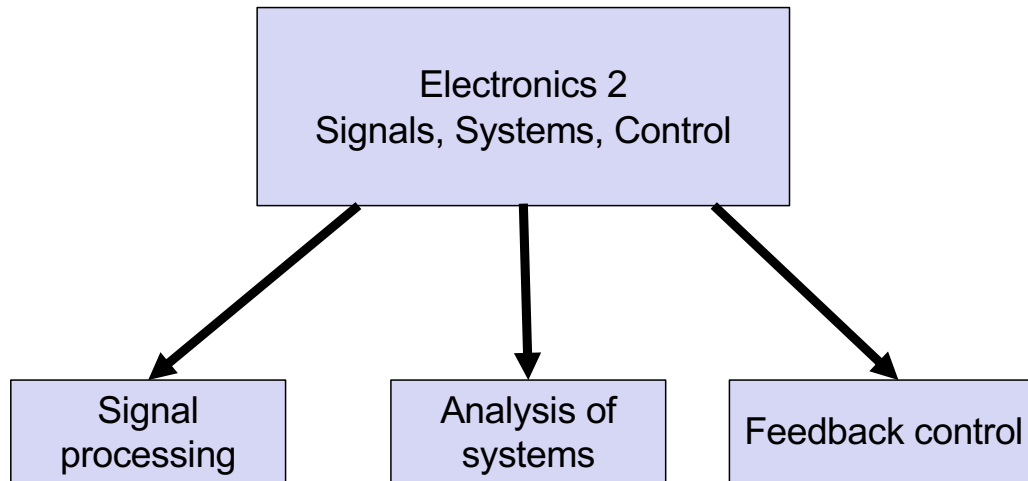 Electronics 2
Signals, Systems, Control
Signal
processing
Analysis of
systems
Feedback control